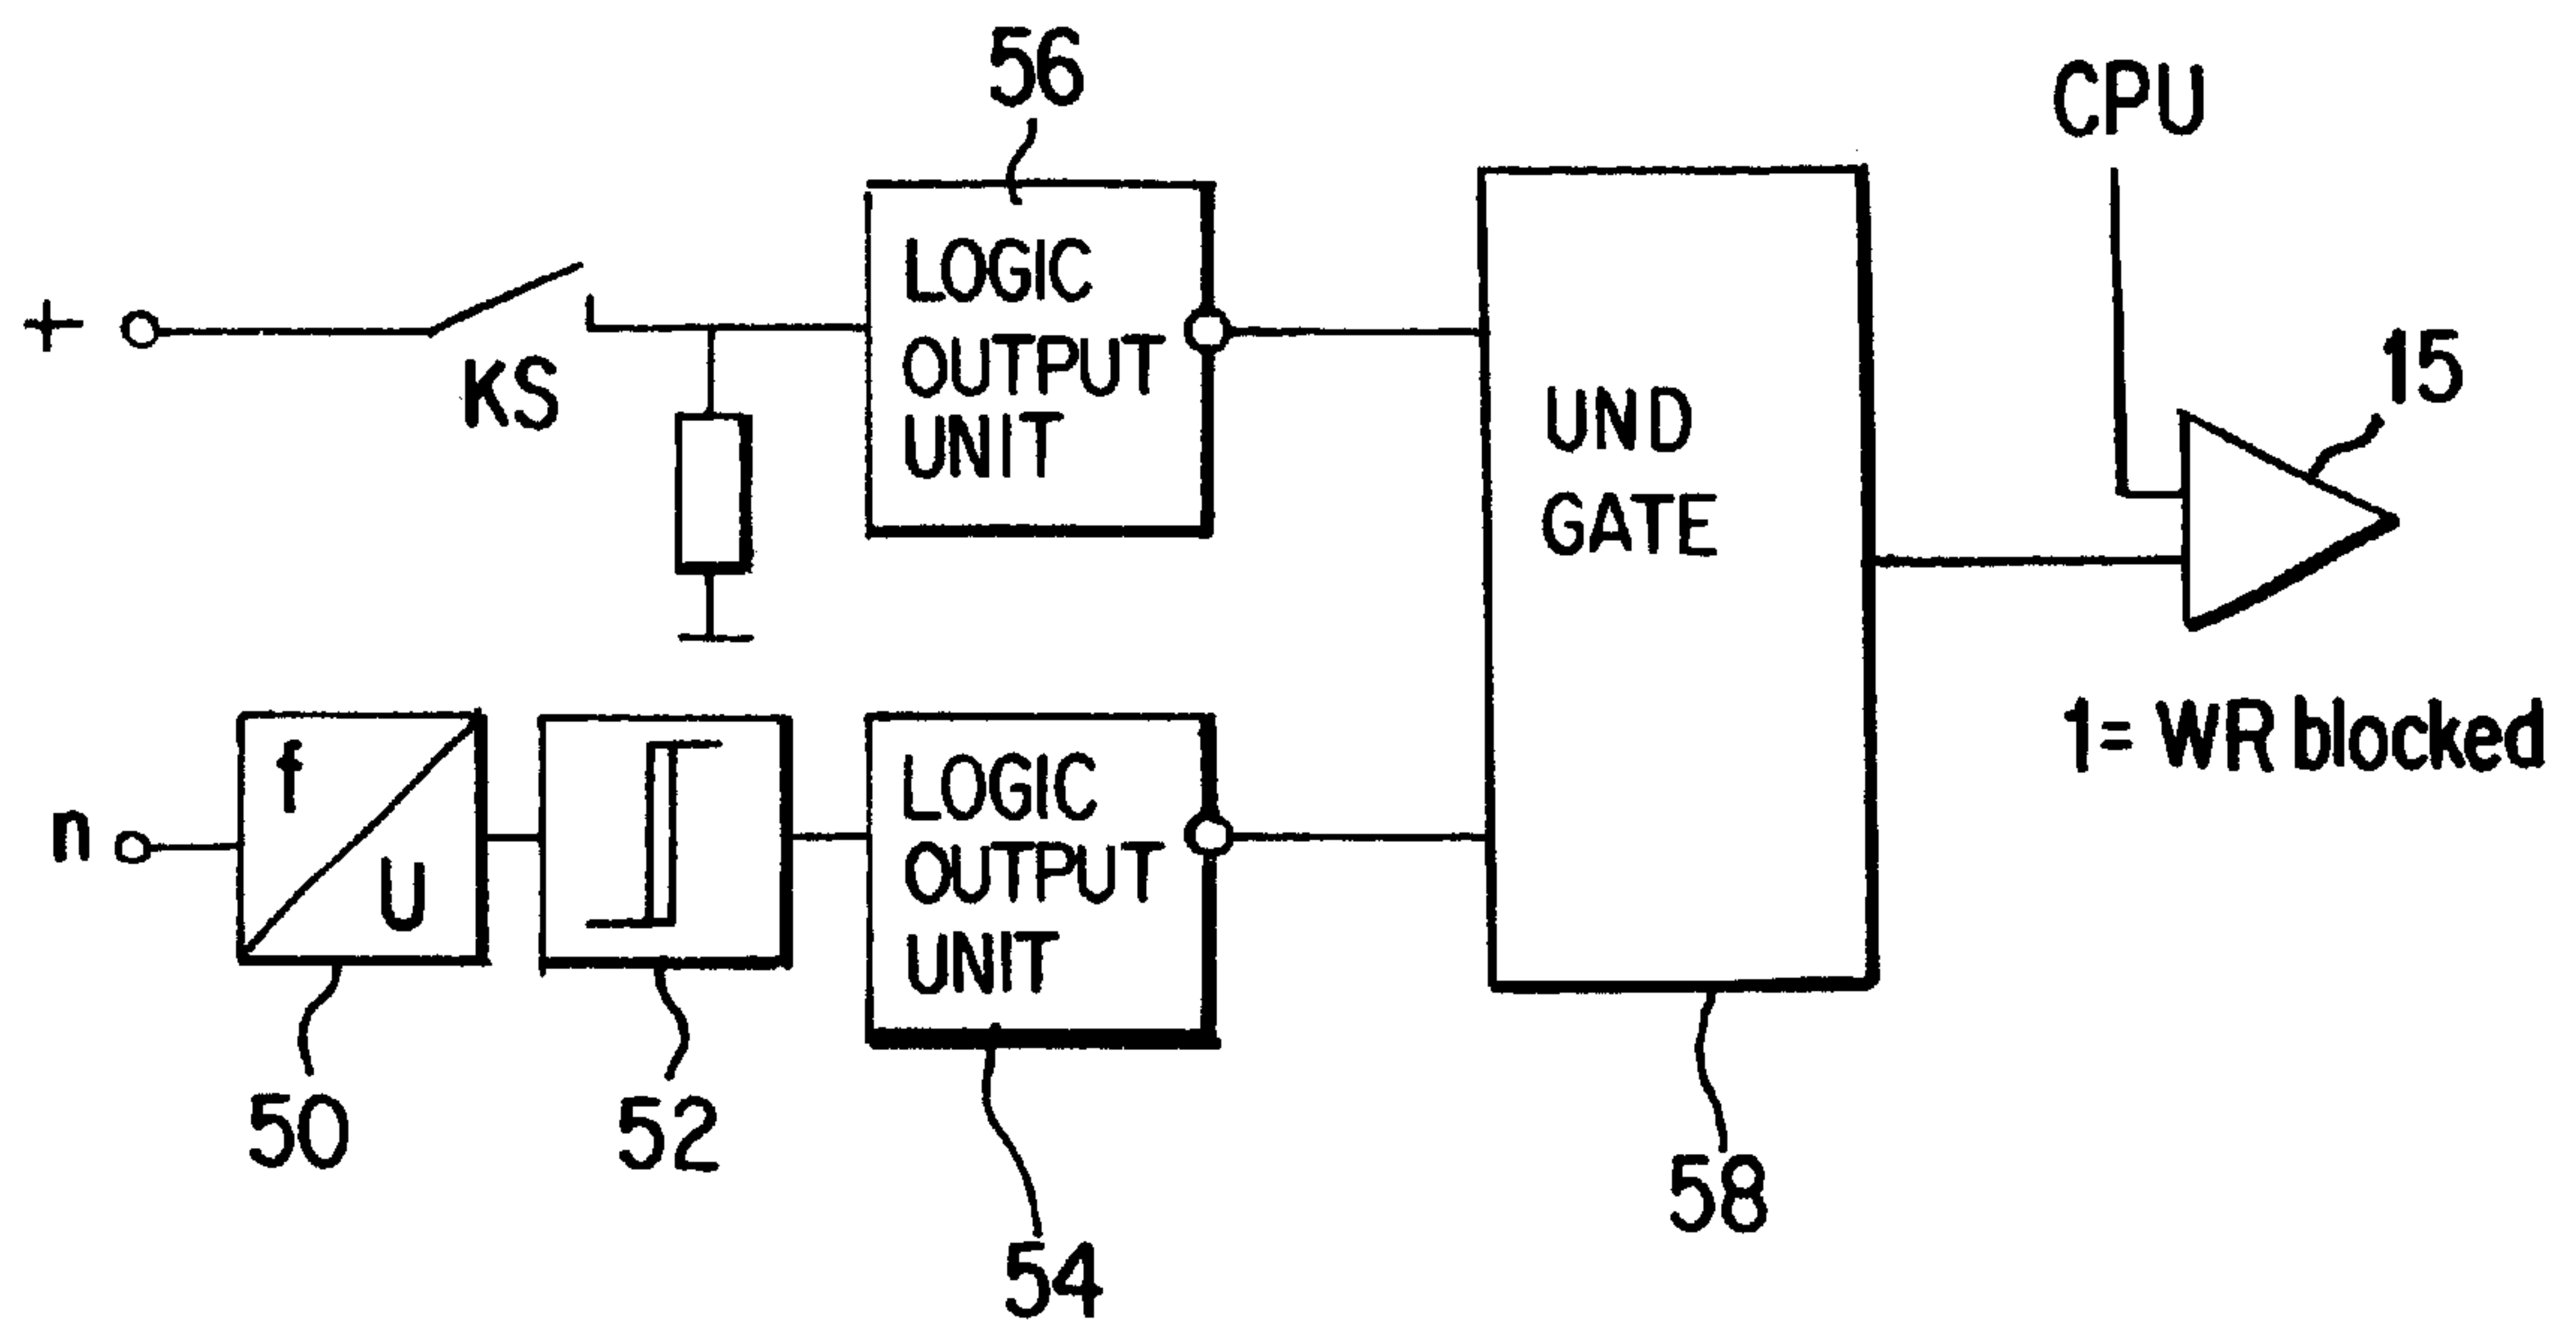 56
CPU
LOGIC
OUTPUT
UNIT
+
KS
UND
GATE
15
1= WR blocked
f
U
n
LOGIC
OUTPUT
UNIT
50
52
54
58